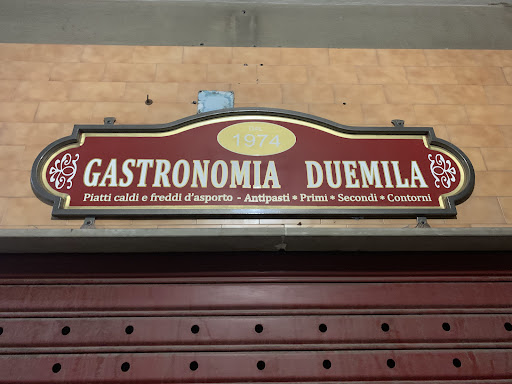 1974
GASTRONOMIA DUEMILA
Piatti caldi e freddi d'asporto - Antipasti * Primi * Secondi * Contorni